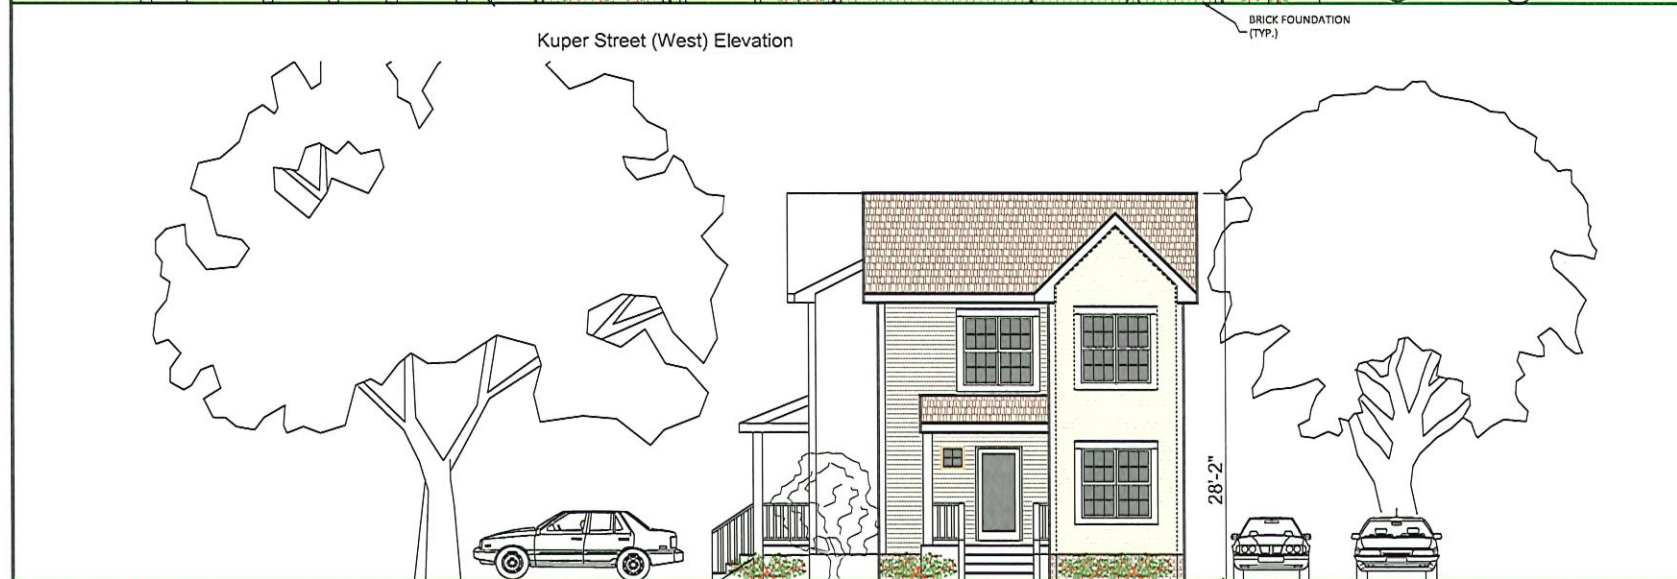 BRICK FOUNDATION
(TYP.)
Kuper Street (West) Elevation
28'-2"